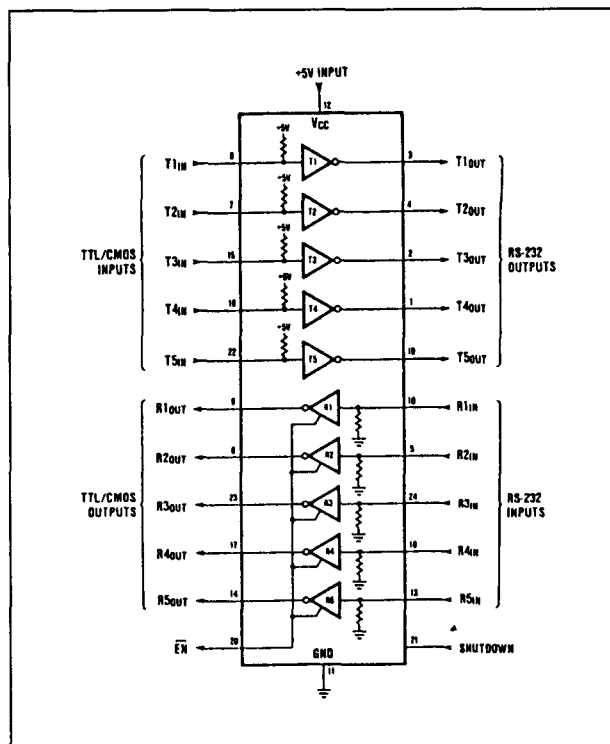 +5V INPUT
12
VCC
T1IN 8 +5V T1 3 T1OUT
T2IN 7 +5V T2 4 T2OUT
TTL/CMOS INPUTS
T3IN 15 +5V T3 2 T3OUT
RS-232 OUTPUTS
T4IN 16 +5V T4 1 T4OUT
T5IN 22 +5V T5 19 T5OUT
R1OUT 9 R1 10 R1IN
R2OUT 6 R2 5 R2IN
TTL/CMOS OUTPUTS
R3OUT 23 R3 24 R3IN
RS-232 INPUTS
R4OUT 17 R4 18 R4IN
R5OUT 14 R5 13 R5IN
EN 20 GND 21 SHUTDOWN
11